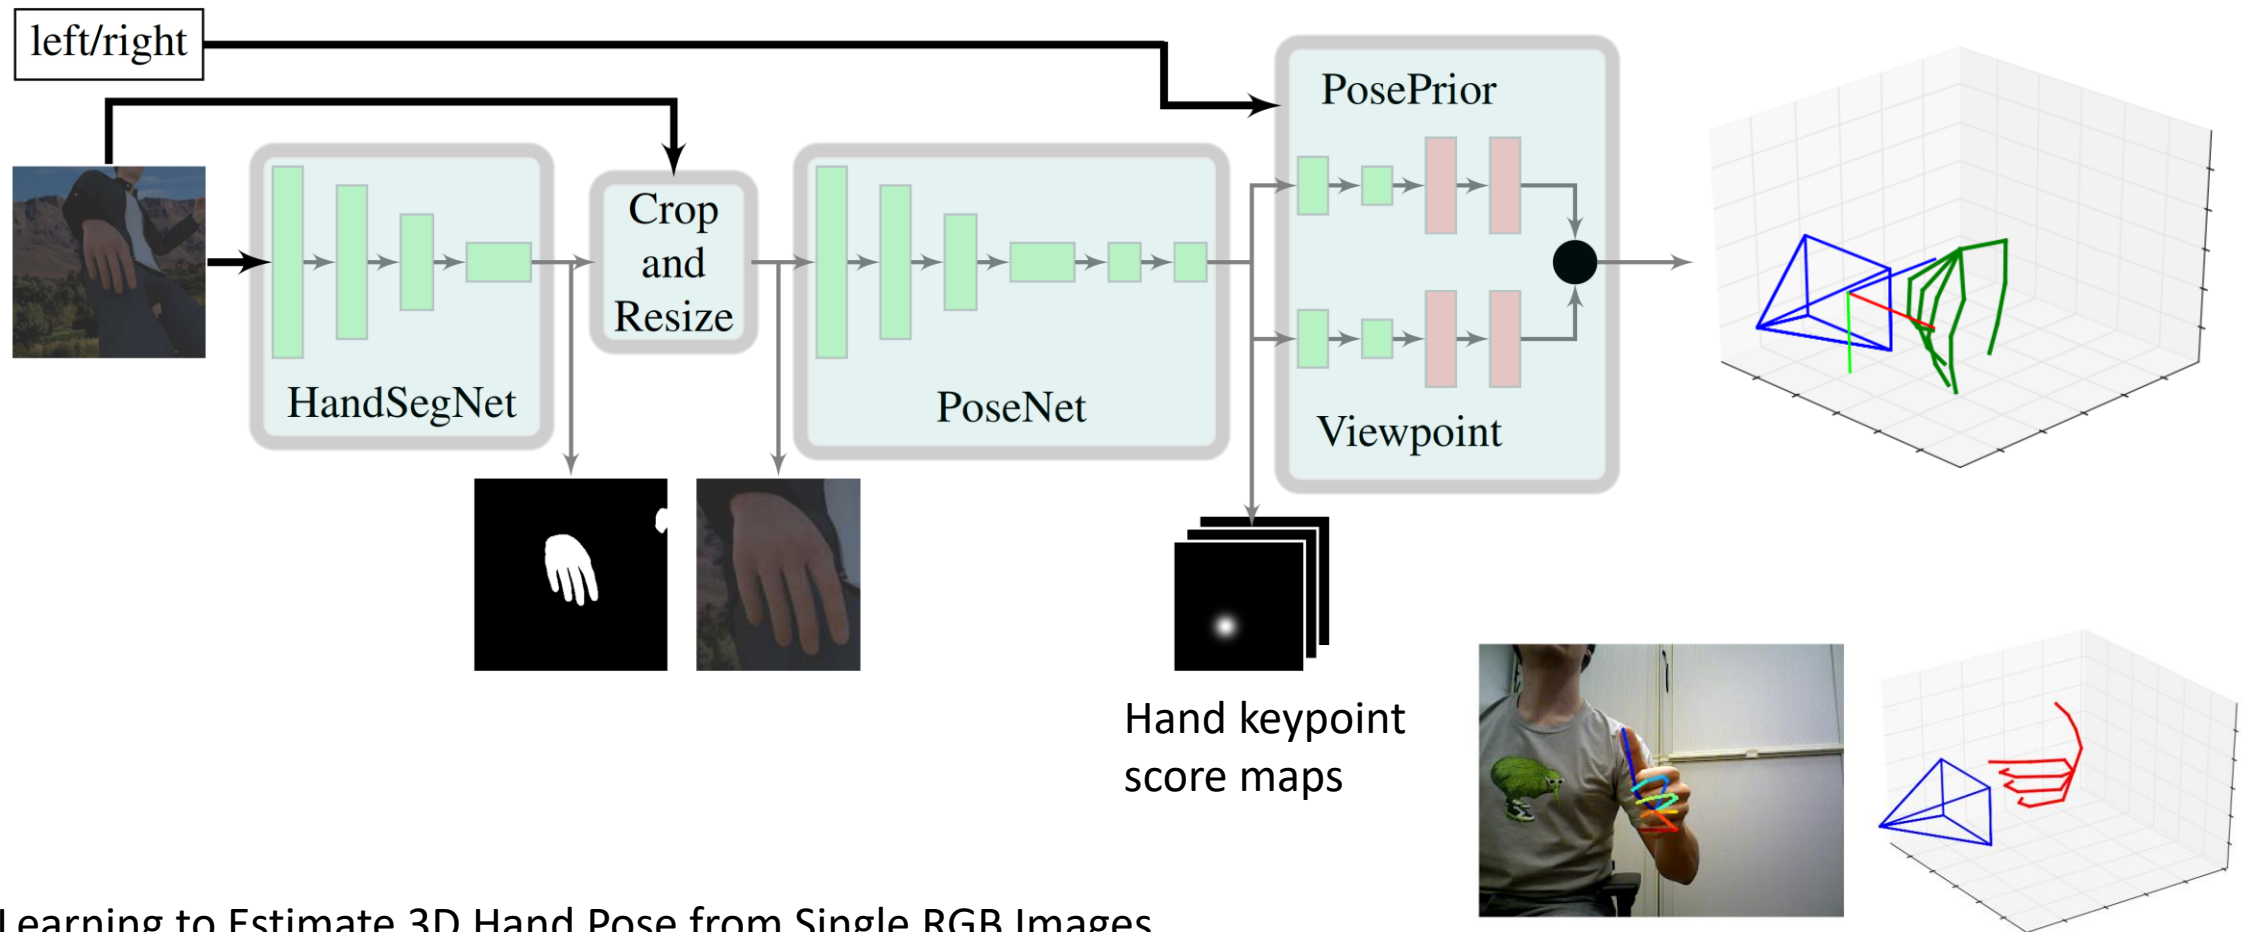 left/right
PosePrior
Crop
and
Resize
HandSegNet
PoseNet
Viewpoint
Hand keypoint
score maps
Learning to Estimate 3D Hand Pose from Single RGB Images